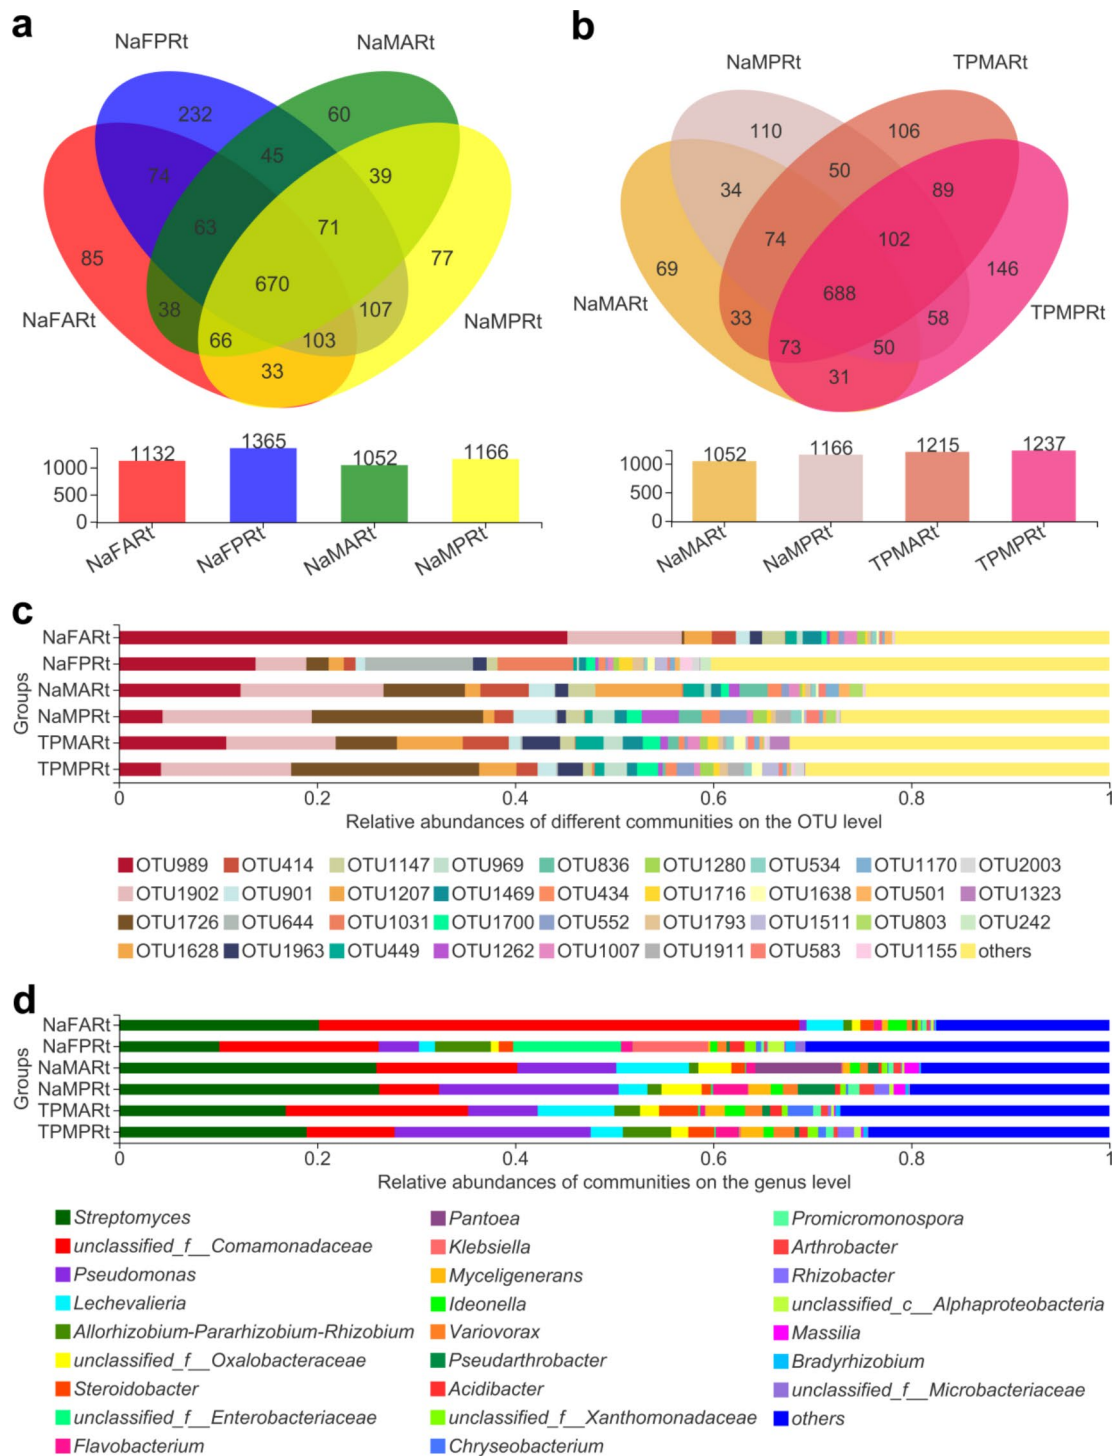 a
b
NaFPRt
NaMARt
NaMPRt
TPMARt
232
60
110
106
45
50
74
39
34
89
63
71
74
102
85
77
69
146
670
688
NaFARt
38
107
NaMPRt
NaMARt
33
58
TPMPRt
66
103
73
50
33
31
1132
1365
1052
1166
1052
1166
1215
1237
1000
500
0
1000
500
0
NaFARt
NaFPRt
NaMARt
NaMPRt
NaMARt
NaMPRt
TPMARt
TPMPRt
c
NaFARt
NaFPRt
NaMARt
NaMPRt
TPMARt
TPMPRt
Groups
0 0.2 0.4 0.6 0.8 1
Relative abundances of different communities on the OTU level
OTU989 OTU414 OTU1147 OTU969 OTU836 OTU1280 OTU534 OTU1170 OTU2003
OTU1902 OTU901 OTU1207 OTU1469 OTU434 OTU1716 OTU1638 OTU501 OTU1323
OTU1726 OTU644 OTU1031 OTU1700 OTU552 OTU1793 OTU1511 OTU803 OTU242
OTU1628 OTU1963 OTU449 OTU1262 OTU1007 OTU1911 OTU583 OTU1155 others
d
NaFARt
NaFPRt
NaMARt
NaMPRt
TPMARt
TPMPRt
Groups
0 0.2 0.4 0.6 0.8 1
Relative abundances of communities on the genus level
Streptomyces
unclassified_f__Comamonadaceae
Pseudomonas
Lechevalieria
Allorhizobium-Pararhizobium-Rhizobium
unclassified_f__Oxalobacteraceae
Steroidobacter
unclassified_f__Enterobacteriaceae
Flavobacterium
Pantoea
Klebsiella
Myceligenerans
Ideonella
Variovorax
Pseudarthrobacter
Acidibacter
unclassified_f__Xanthomonadaceae
Chryseobacterium
Promicromonospora
Arthrobacter
Rhizobacter
unclassified_c__Alphaproteobacteria
Massilia
Bradyrhizobium
unclassified_f__Microbacteriaceae
others